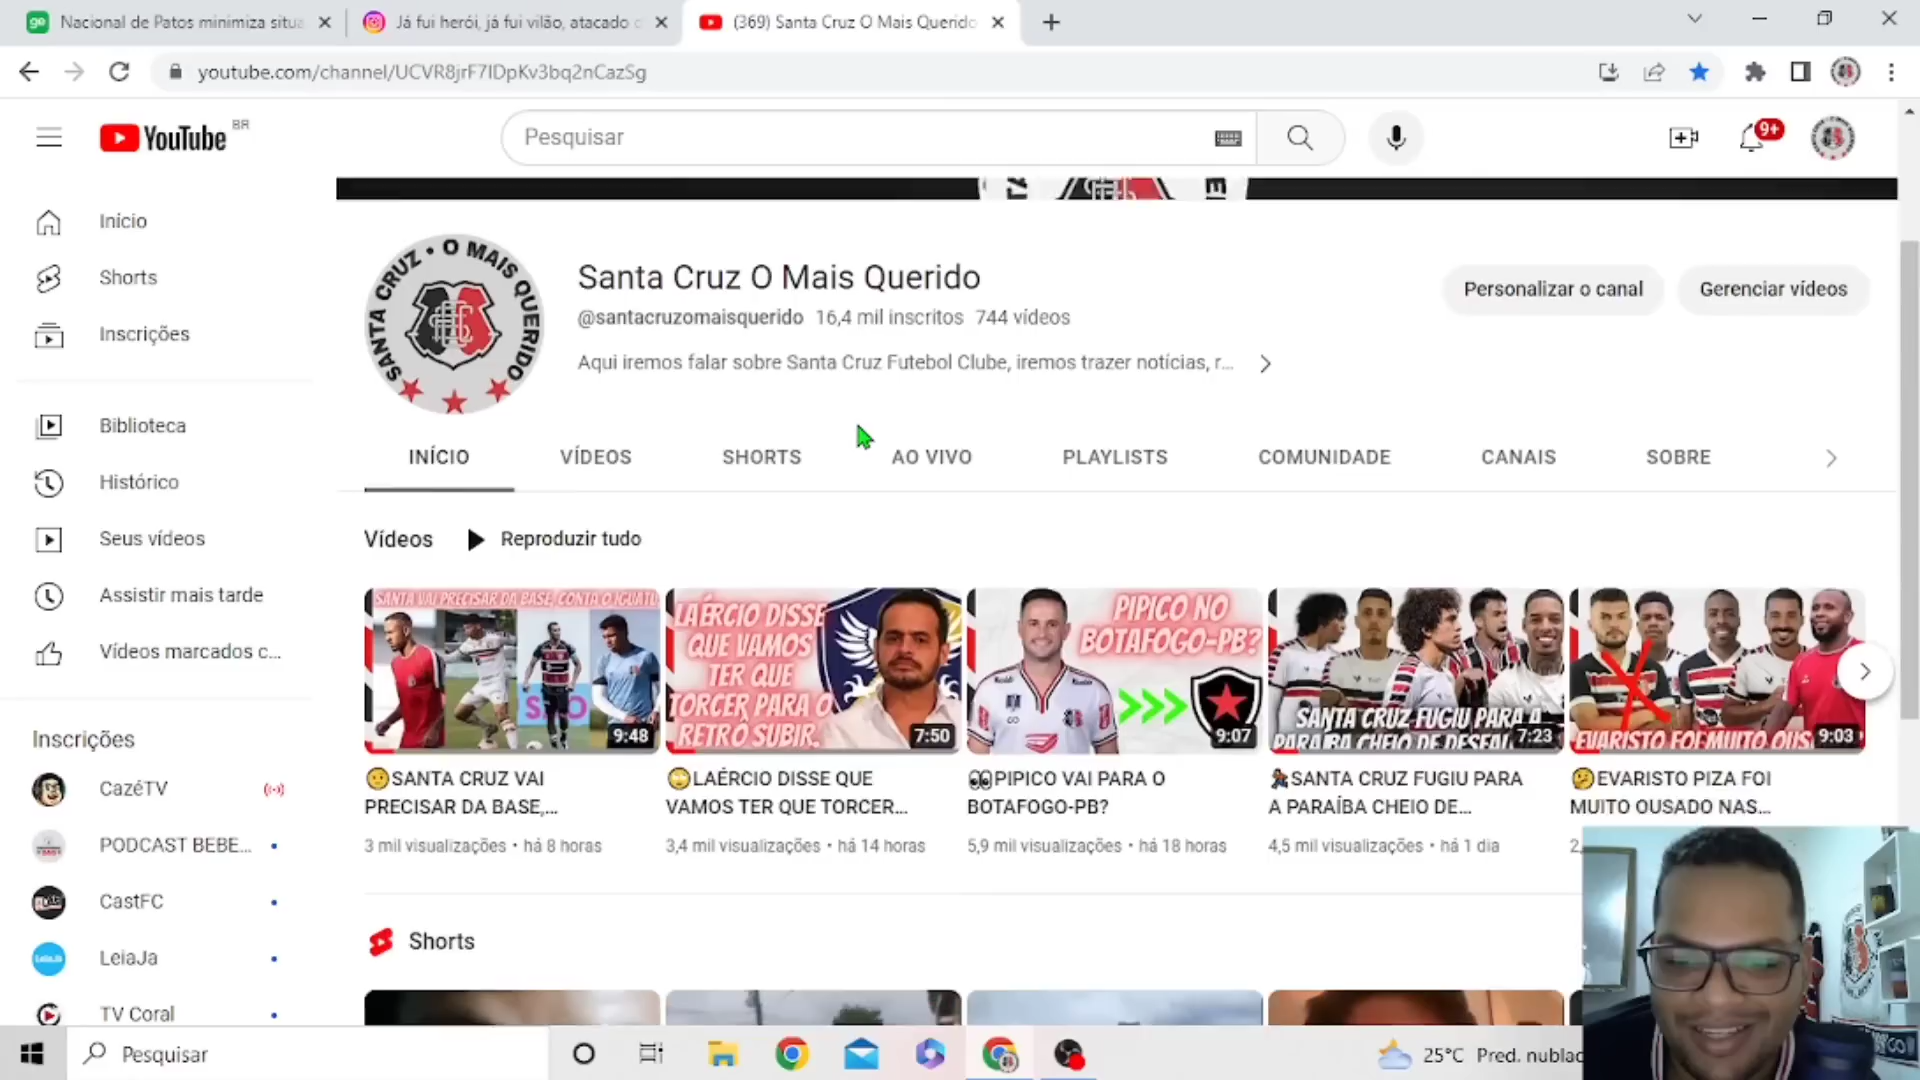 Nacional de Patos minimiza situa
Já fui herói, já fui vilão, atacado
(369) Santa Cruz O Mais Querido
youtube.com/channel/UCVR8jrF7IDpKv3bq2nCazSg
YouTube BR
Pesquisar
9+
Início
Shorts
Inscrições
Biblioteca
Histórico
Seus vídeos
Assistir mais tarde
Vídeos marcados c...
Inscrições
CazéTV
PODCAST BEBE...
CastFC
LeiaJa
TV Coral
SANTA CRUZ • O MAIS QUERIDO
Santa Cruz O Mais Querido
@santacruzomaisquerido 16,4 mil inscritos 744 vídeos
Aqui iremos falar sobre Santa Cruz Futebol Clube, iremos trazer notícias, r...
Personalizar o canal
Gerenciar vídeos
INÍCIO VÍDEOS SHORTS AO VIVO PLAYLISTS COMUNIDADE CANAIS SOBRE
Vídeos
Reproduzir tudo
SANTA VAI PRECISAR DA BASE, CONTA O IGUATU
9:48
SANTA CRUZ VAI
PRECISAR DA BASE,...
3 mil visualizações • há 8 horas
LAÉRCIO DISSE
QUE VAMOS
TER QUE
TORCER PARA O
RETRÔ SUBIR.
7:50
LAÉRCIO DISSE QUE
VAMOS TER QUE TORCER...
3,4 mil visualizações • há 14 horas
PIPICO NO
BOTAFOGO-PB?
9:07
PIPICO VAI PARA O
BOTAFOGO-PB?
5,9 mil visualizações • há 18 horas
SANTA CRUZ FUGIU PARA A
PARAÍBA CHEIO DE DESFAL
7:23
SANTA CRUZ FUGIU PARA
A PARAÍBA CHEIO DE...
4,5 mil visualizações • há 1 dia
EVARISTO FOI MUITO OUS
9:03
EVARISTO PIZA FOI
MUITO OUSADO NAS...
2,
Shorts
Pesquisar
25°C Pred. nublad